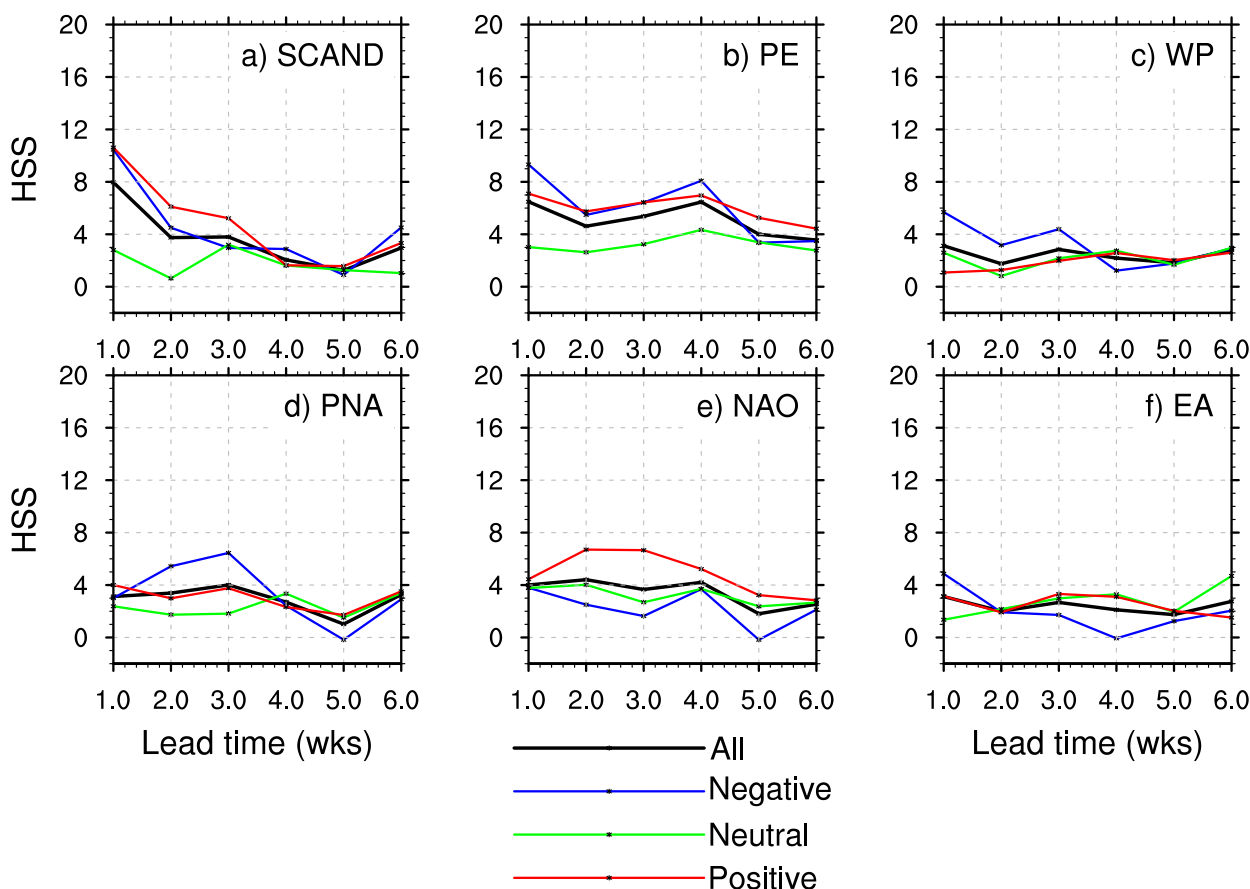 20 20 20
a) SCAND b) PE c) WP
16 16 16
12 12 12
HSS
8 8 8
4 4 4
0 0 0
1.0 2.0 3.0 4.0 5.0 6.0 1.0 2.0 3.0 4.0 5.0 6.0 1.0 2.0 3.0 4.0 5.0 6.0
20 20 20
d) PNA e) NAO f) EA
16 16 16
12 12 12
HSS
8 8 8
4 4 4
0 0 0
1.0 2.0 3.0 4.0 5.0 6.0 1.0 2.0 3.0 4.0 5.0 6.0 1.0 2.0 3.0 4.0 5.0 6.0
Lead time (wks) Lead time (wks)
All
Negative
Neutral
Positive